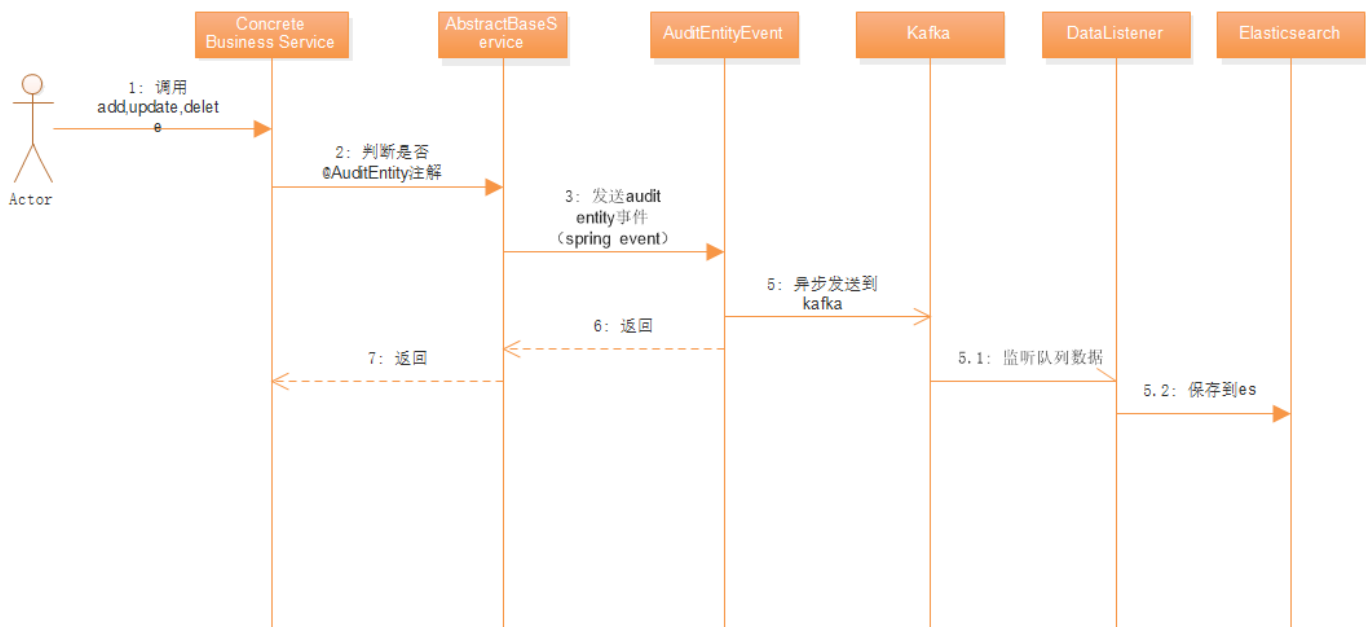 Concrete
Business Service
AbstractBaseS
ervice
AuditEntityEvent
Kafka
DataListener
Elasticsearch
1: 调用
add,update,delet
e
Actor
2: 判断是否
@AuditEntity注解
3: 发送audit
entity事件
(spring event)
5: 异步发送到
kafka
6: 返回
7: 返回
5.1: 监听队列数据
5.2: 保存到es